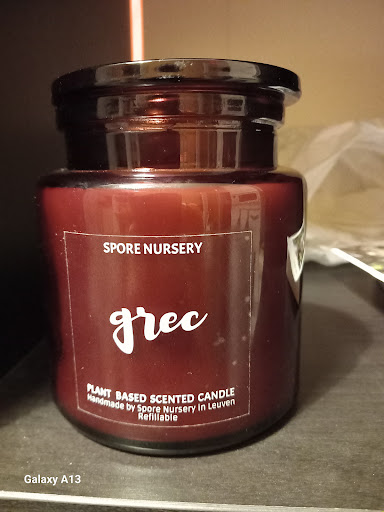 SPORE NURSERY
grec
PLANT BASED SCENTED CANDLE
Handmade by Spore Nursery in Leuven
Refillable
Galaxy A13